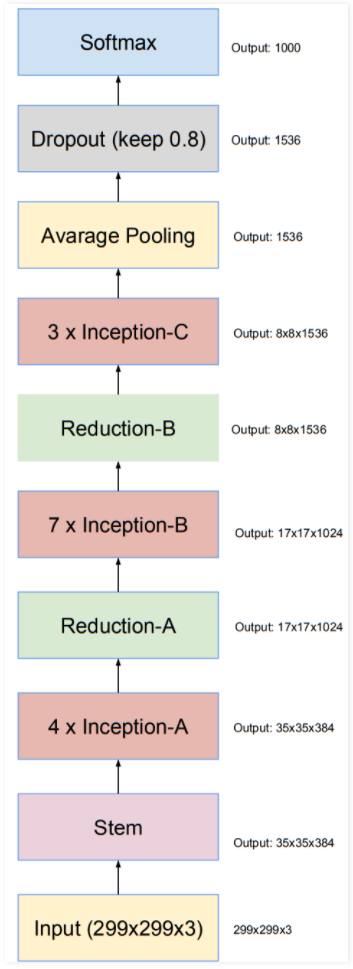 Softmax
Output: 1000
Dropout (keep 0.8)
Output: 1536
Avarage Pooling
Output: 1536
3 x Inception-C
Output: 8x8x1536
Reduction-B
Output: 8x8x1536
7 x Inception-B
Output: 17x17x1024
Reduction-A
Output: 17x17x1024
4 x Inception-A
Output: 35x35x384
Stem
Output: 35x35x384
Input (299x299x3)
299x299x3